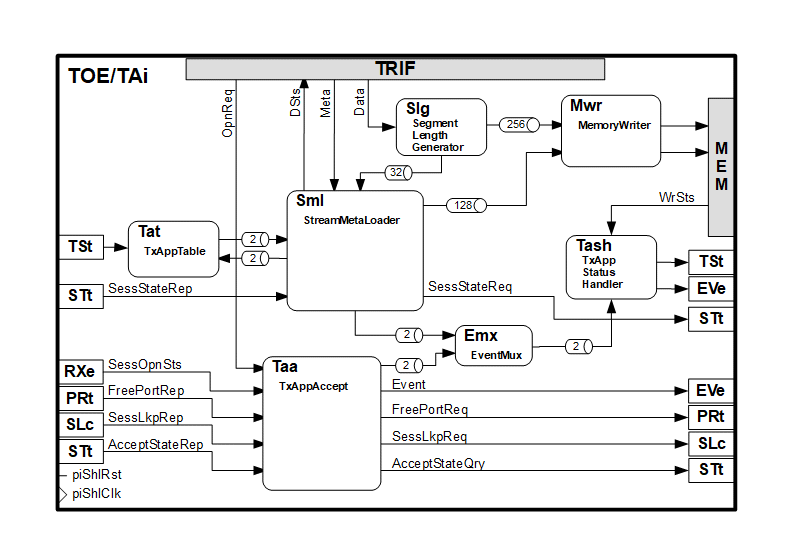 TRIF
TOE/TAi
OpnReq
DSts
Meta
Data
Slg
Segment
Length
Generator
256
Mwr
MemoryWriter
MEM
32
Sml
StreamMetaLoader
128
WrSts
Tat
TxAppTable
TSt
2
2
Tash
TxApp
Status
Handler
TSt
EVe
STt
SessStateRep
STt
SessStateReq
2
Emx
EventMux
2
2
Taa
TxAppAccept
RXe
SessOpnSts
PRt
FreePortRep
SLc
SessLkpRep
STt
AcceptStateRep
Event
EVe
FreePortReq
PRt
SessLkpReq
SLc
AcceptStateQry
STt
piShlRst
piShlClk